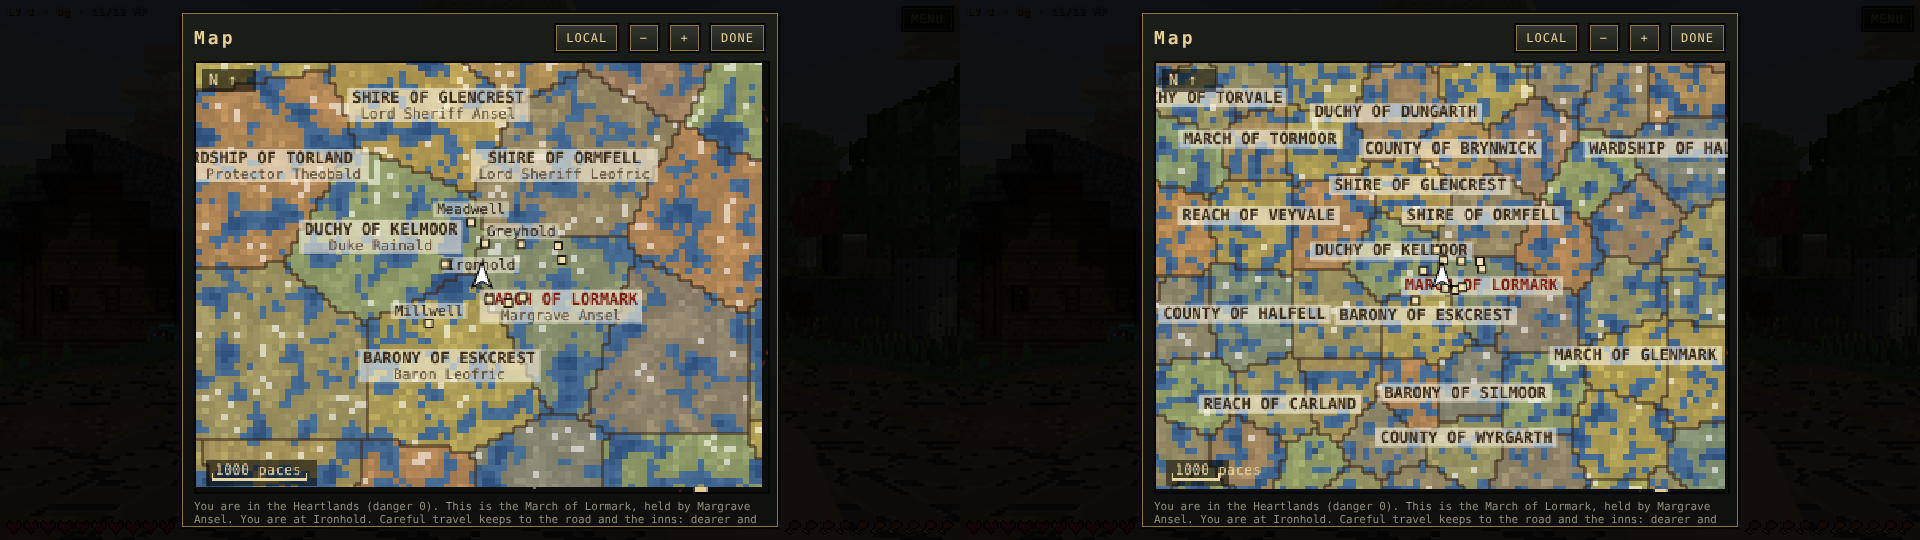 Map
LOCAL
−
+
DONE
N ↑
SHIRE OF GLENCREST
Lord Sheriff Ansel
RDSHIP OF TORLAND
Protector Theobald
SHIRE OF ORMFELL
Lord Sheriff Leofric
Meadwell
DUCHY OF KELMOOR
Duke Rainald
Greyhold
Ironhold
MARCH OF LORMARK
Margrave Ansel
Millwell
BARONY OF ESKCREST
Baron Leofric
1000 paces
You are in the Heartlands (danger 0). This is the March of Lormark, held by Margrave
Ansel. You are at Ironhold. Careful travel keeps to the road and the inns: dearer and
MENU
Map
LOCAL
−
+
DONE
N ↑
HY OF TORVALE
DUCHY OF DUNGARTH
MARCH OF TORMOOR
COUNTY OF BRYNWICK
WARDSHIP OF HAL
SHIRE OF GLENCREST
REACH OF VEYVALE
SHIRE OF ORMFELL
DUCHY OF KELMOOR
MARCH OF LORMARK
COUNTY OF HALFELL
BARONY OF ESKCREST
MARCH OF GLENMARK
BARONY OF SILMOOR
REACH OF CARLAND
COUNTY OF WYRGARTH
1000 paces
You are in the Heartlands (danger 0). This is the March of Lormark, held by Margrave
Ansel. You are at Ironhold. Careful travel keeps to the road and the inns: dearer and
MENU